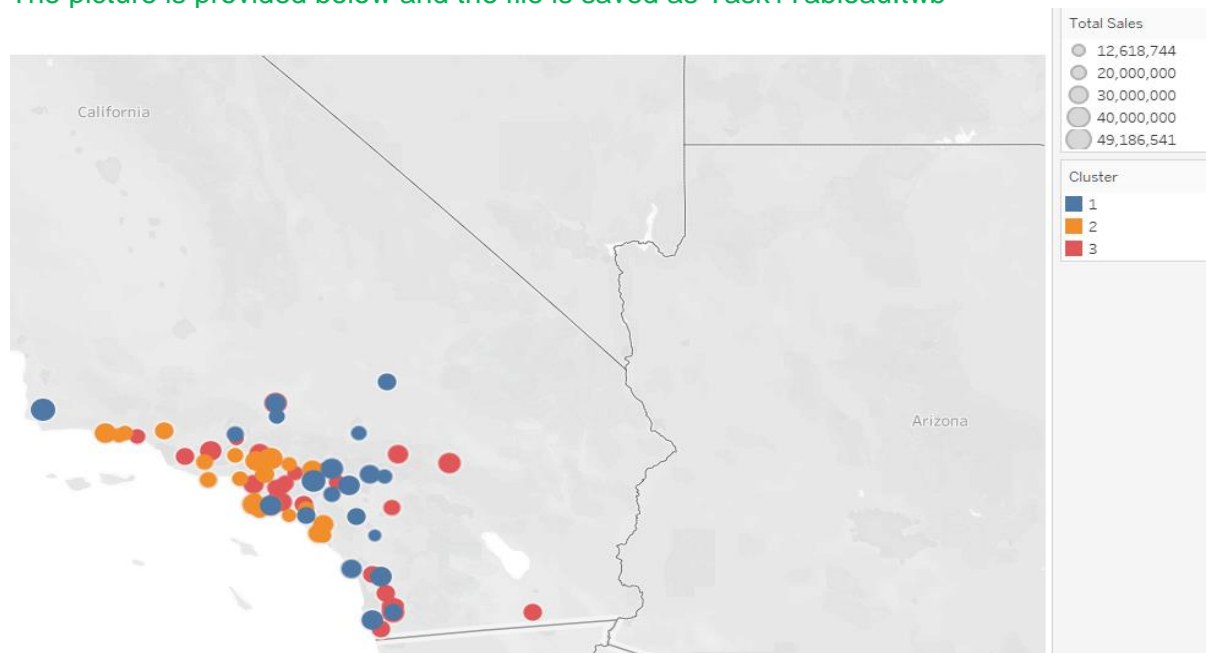 The picture is provided below and the file is saved as Task1Tableau.twb
Total Sales
12,618,744
20,000,000
30,000,000
40,000,000
49,186,541
Cluster
1
2
3
California
Arizona